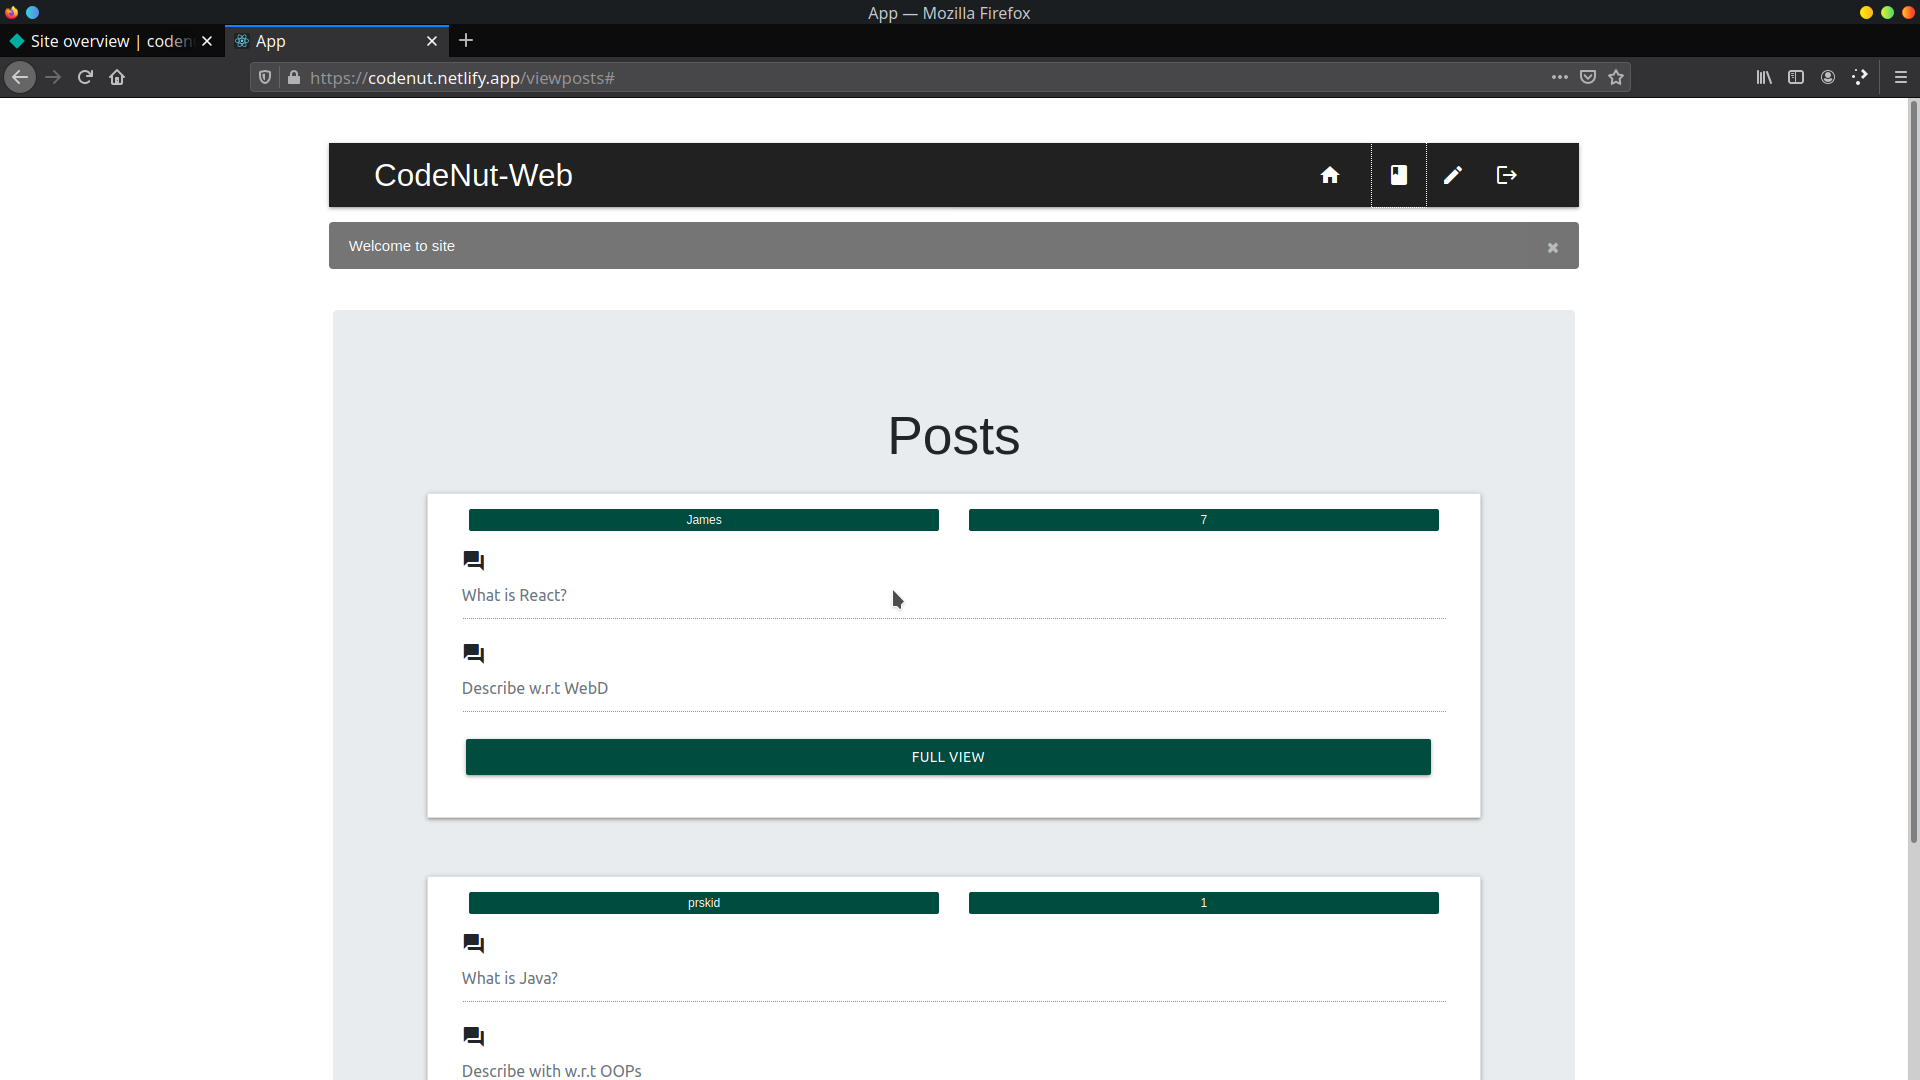 App — Mozilla Firefox
Site overview | coden
App
https://codenut.netlify.app/viewposts#
CodeNut-Web
Welcome to site
Posts
James
7
What is React?
Describe w.r.t WebD
FULL VIEW
prskid
1
What is Java?
Describe with w.r.t OOPs